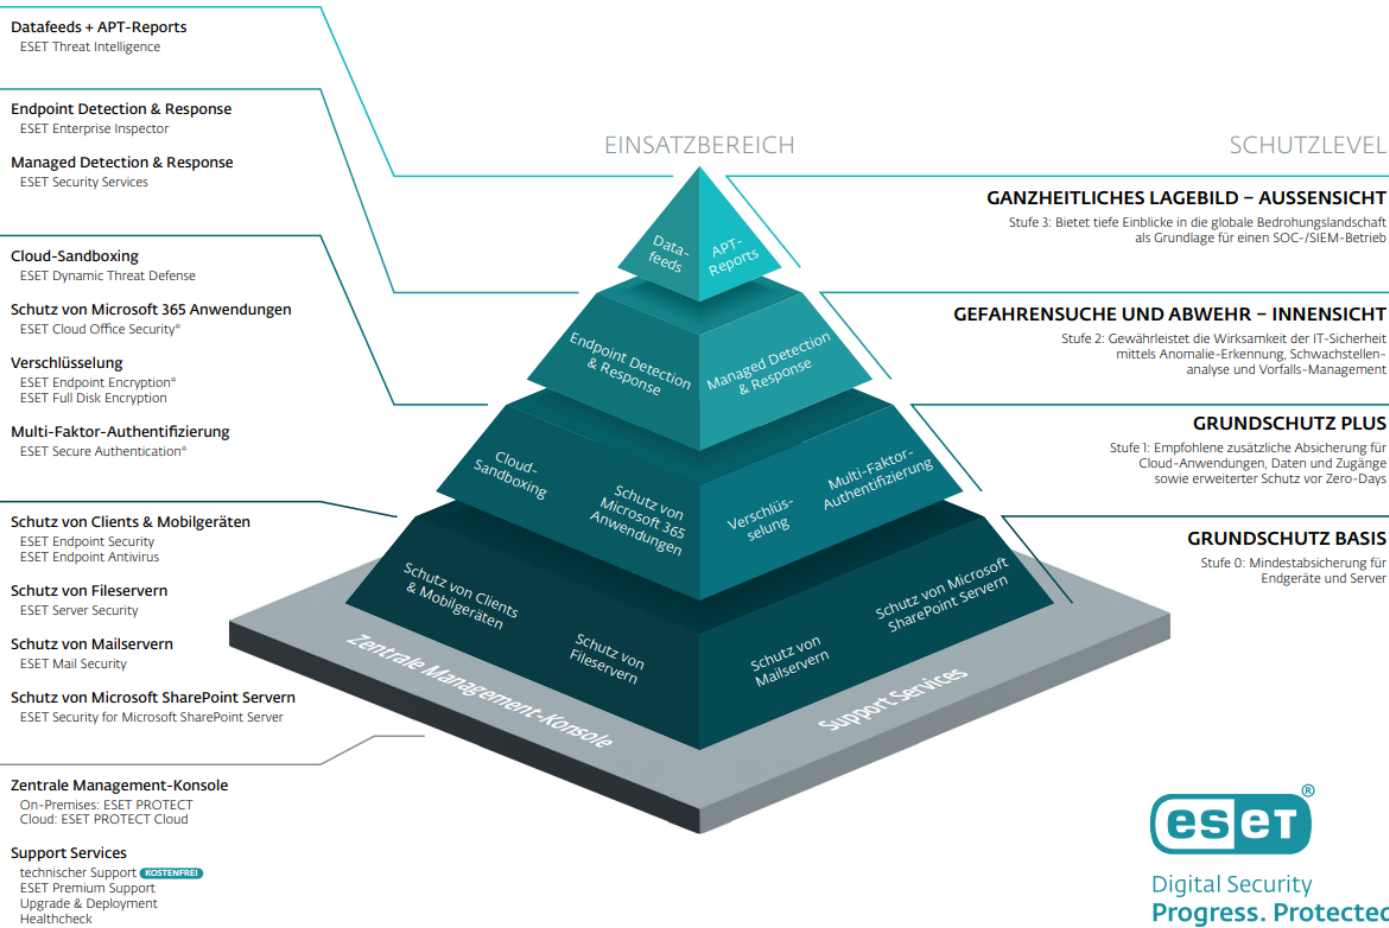 Datafeeds + APT-Reports
ESET Threat Intelligence
Endpoint Detection & Response
ESET Enterprise Inspector
Managed Detection & Response
ESET Security Services
Cloud-Sandboxing
ESET Dynamic Threat Defense
Schutz von Microsoft 365 Anwendungen
ESET Cloud Office Security*
Verschlüsselung
ESET Endpoint Encryption*
ESET Full Disk Encryption
Multi-Faktor-Authentifizierung
ESET Secure Authentication*
Schutz von Clients & Mobilgeräten
ESET Endpoint Security
ESET Endpoint Antivirus
Schutz von Fileservern
ESET Server Security
Schutz von Mailservern
ESET Mail Security
Schutz von Microsoft SharePoint Servern
ESET Security for Microsoft SharePoint Server
Zentrale Management-Konsole
On-Premises: ESET PROTECT
Cloud: ESET PROTECT Cloud
Support Services
technischer Support KOSTENFREI
ESET Premium Support
Upgrade & Deployment
Healthcheck
EINSATZBEREICH
Data-
feeds
APT-
Reports
Endpoint Detection
& Response
Managed Detection
& Response
Cloud-
Sandboxing
Schutz von
Microsoft 365
Anwendungen
Verschlüs-
selung
Multi-Faktor-
Authentifizierung
Schutz von Clients
& Mobilgeräten
Schutz von
Fileservern
Schutz von
Mailservern
Schutz von Microsoft
SharePoint Servern
Zentrale Management-Konsole
Support Services
SCHUTZLEVEL
GANZHEITLICHES LAGEBILD – AUSSENSICHT
Stufe 3: Bietet tiefe Einblicke in die globale Bedrohungslandschaft
als Grundlage für einen SOC-/SIEM-Betrieb
GEFAHRENSUCHE UND ABWEHR – INNENSICHT
Stufe 2: Gewährleistet die Wirksamkeit der IT-Sicherheit
mittels Anomalie-Erkennung, Schwachstellen-
analyse und Vorfalls-Management
GRUNDSCHUTZ PLUS
Stufe 1: Empfohlene zusätzliche Absicherung für
Cloud-Anwendungen, Daten und Zugänge
sowie erweiterter Schutz vor Zero-Days
GRUNDSCHUTZ BASIS
Stufe 0: Mindestabsicherung für
Endgeräte und Server
eseT®
Digital Security
Progress. Protected